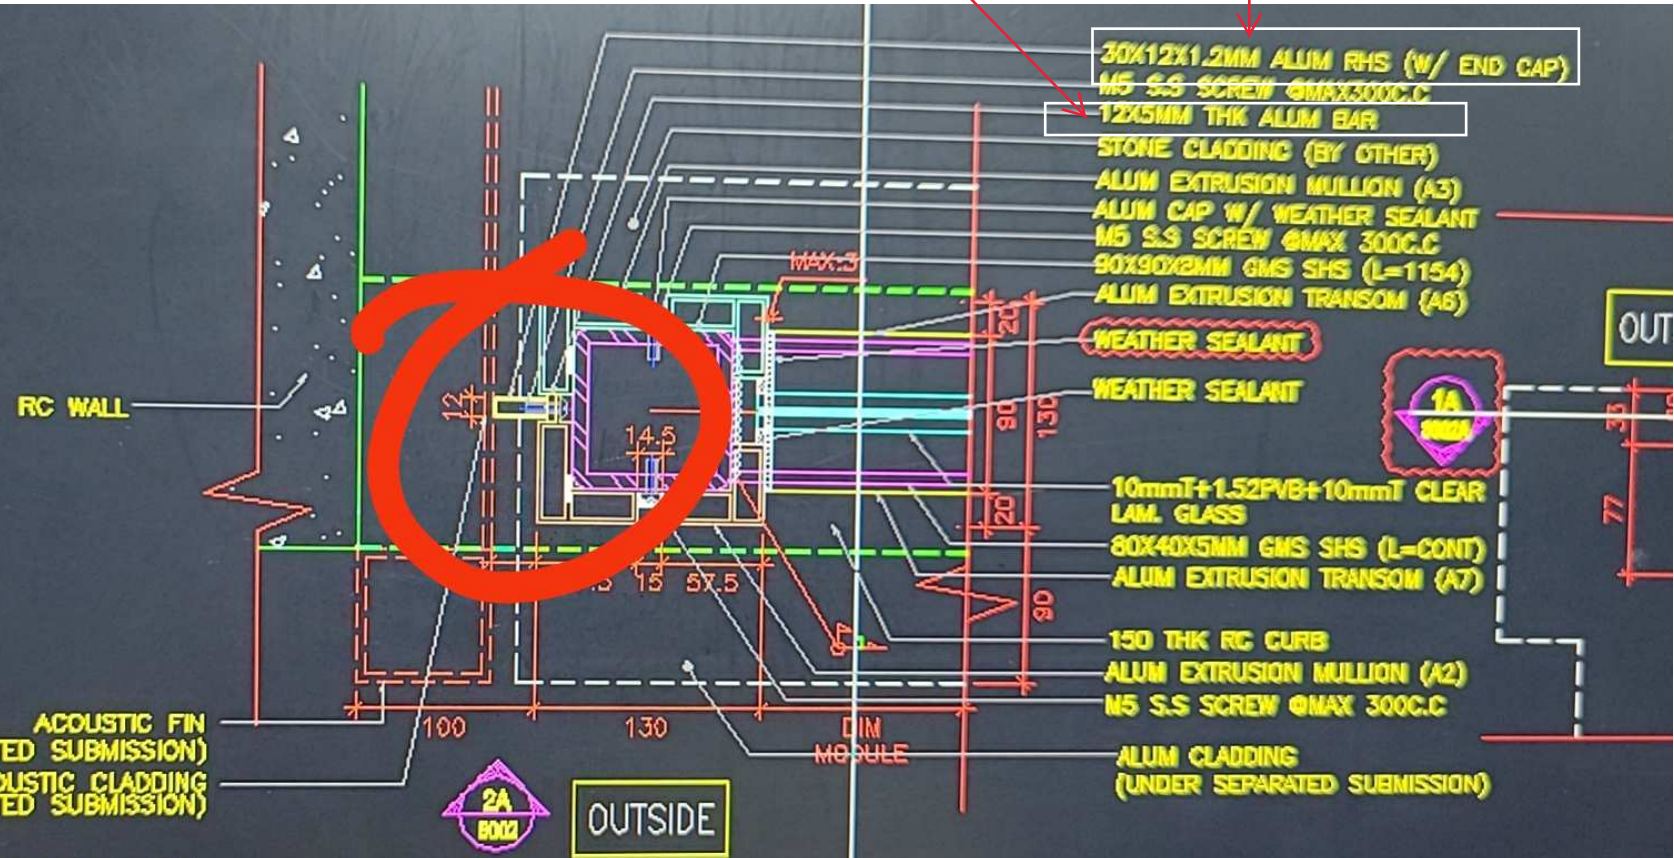 30X12X1.2MM ALUM RHS (W/ END CAP)
M5 S.S SCREW @MAX300C.C
12X5MM THK ALUM BAR
STONE CLADDING (BY OTHER)
ALUM EXTRUSION MULLION (A3)
ALUM CAP W/ WEATHER SEALANT
M5 S.S SCREW @MAX 300C.C
90X90X2MM GMS SHS (L=1154)
ALUM EXTRUSION TRANSOM (A6)
WEATHER SEALANT
WEATHER SEALANT
10mmT+1.52PVB+10mmT CLEAR
LAM. GLASS
80X40X5MM GMS SHS (L=CONT)
ALUM EXTRUSION TRANSOM (A7)
150 THK RC CURB
ALUM EXTRUSION MULLION (A2)
M5 S.S SCREW @MAX 300C.C
ALUM CLADDING
(UNDER SEPARATED SUBMISSION)
MAX.3
RC WALL
12
14.5
15
57.5
20
90
130
20
90
100
130
DIM
MODULE
ACOUSTIC FIN
TED SUBMISSION)
OUSTIC CLADDING
TED SUBMISSION)
2A
6002
OUTSIDE
1A
OUT
33
77